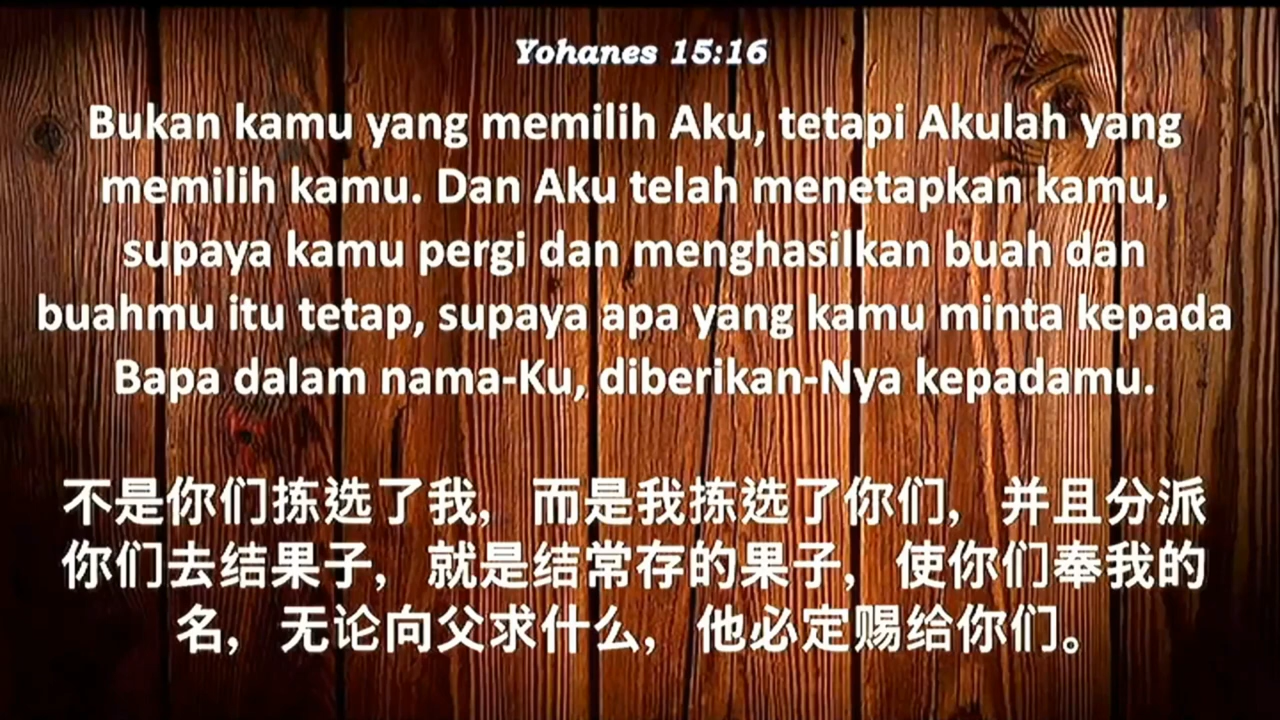 Yohanes 15:16
Bukan kamu yang memilih Aku, tetapi Akulah yang
memilih kamu. Dan Aku telah menetapkan kamu,
supaya kamu pergi dan menghasilkan buah dan
buahmu itu tetap, supaya apa yang kamu minta kepada
Bapa dalam nama-Ku, diberikan-Nya kepadamu.
不是你们拣选了我，而是我拣选了你们，并且分派
你们去结果子，就是结常存的果子，使你们奉我的
名，无论向父求什么，他必定赐给你们。